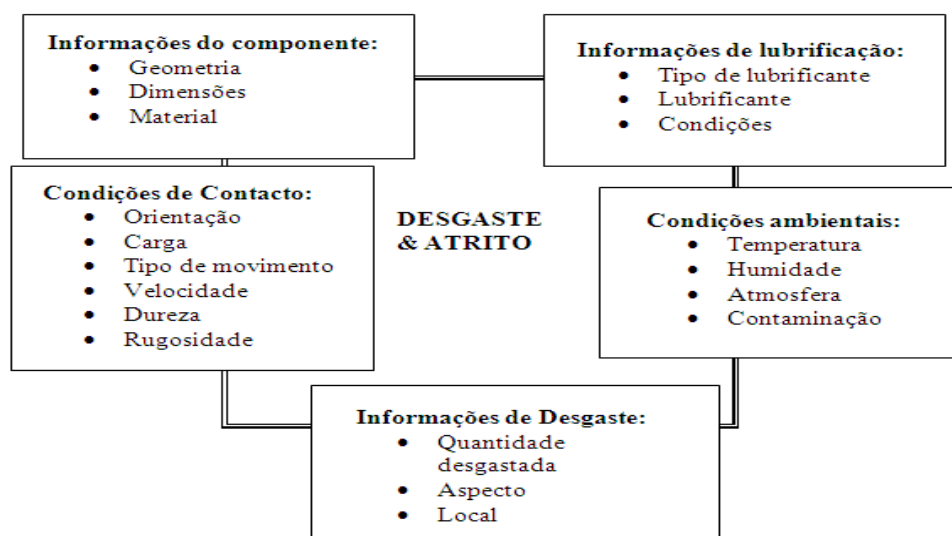 Informações do componente:
• Geometria
• Dimensões
• Material
Informações de lubrificação:
• Tipo de lubrificante
• Lubrificante
• Condições
Condições de Contacto:
• Orientação
• Carga
• Tipo de movimento
• Velocidade
• Dureza
• Rugosidade
DESGASTE
& ATRITO
Condições ambientais:
• Temperatura
• Humidade
• Atmosfera
• Contaminação
Informações de Desgaste:
• Quantidade
desgastada
• Aspecto
• Local